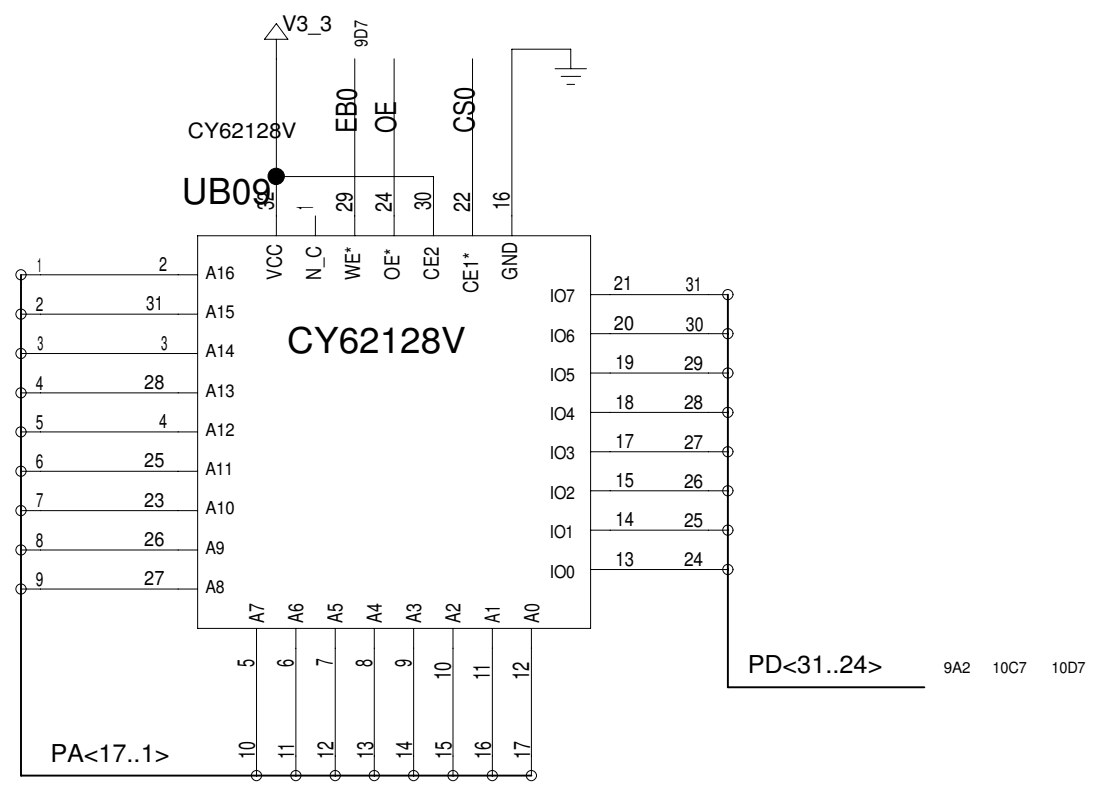 V3_3
9D7
EB0
OE
CS0
CY62128V
UB09
32
1
29
24
30
22
16
VCC
N_C
WE*
OE*
CE2
CE1*
GND
CY62128V
1 2 A16
2 31 A15
3 3 A14
4 28 A13
5 4 A12
6 25 A11
7 23 A10
8 26 A9
9 27 A8
IO7 21 31
IO6 20 30
IO5 19 29
IO4 18 28
IO3 17 27
IO2 15 26
IO1 14 25
IO0 13 24
A7 A6 A5 A4 A3 A2 A1 A0
5 6 7 8 9 10 11 12
10 11 12 13 14 15 16 17
PA<17..1>
PD<31..24>
9A2 10C7 10D7